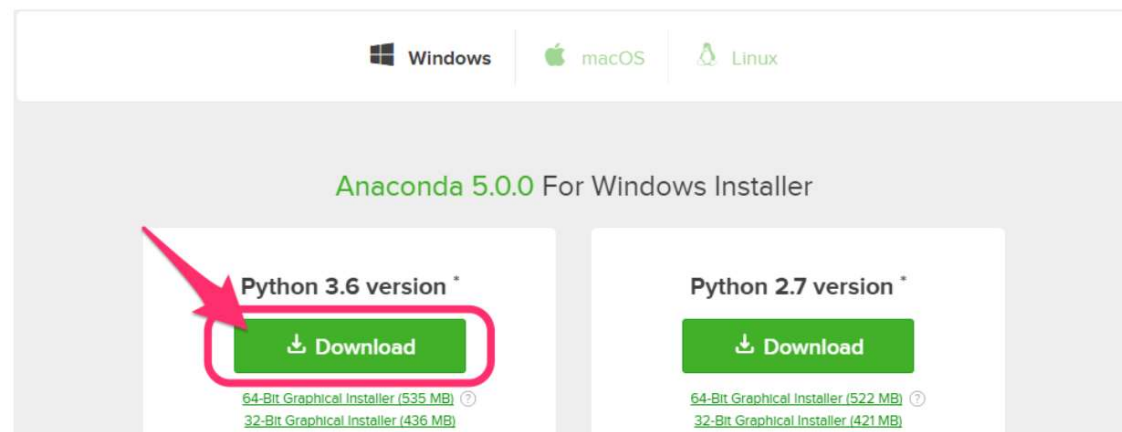 Windows macOS Linux
Anaconda 5.0.0 For Windows Installer
Python 3.6 version *
Download
64-Bit Graphical Installer (535 MB) ?
32-Bit Graphical Installer (436 MB)
Python 2.7 version *
Download
64-Bit Graphical Installer (522 MB) ?
32-Bit Graphical Installer (421 MB)